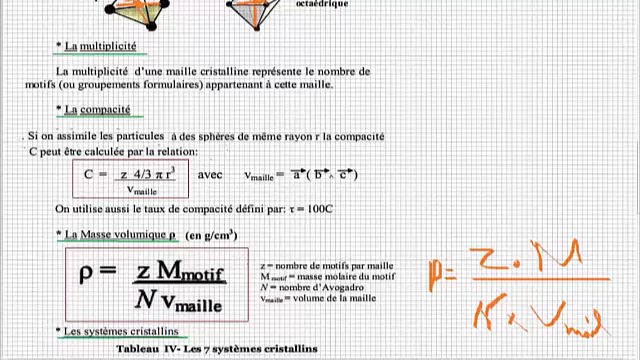 octaédrique
* La multiplicité
La multiplicité d'une maille cristalline représente le nombre de
motifs (ou groupements formulaires) appartenant à cette maille.
* La compacité
. Si on assimile les particules à des sphères de même rayon r la compacité
C peut être calculée par la relation:
C = z 4/3 π r³ / Vmaille avec vmaille = a→( b→ ∧ c→)
On utilise aussi le taux de compacité défini par: τ = 100C
* La Masse volumique ρ (en g/cm³)
ρ = z Mmotif / N vmaille
z = nombre de motifs par maille
M motif = masse molaire du motif
N = nombre d'Avogadro
vmaille = volume de la maille
ρ = Z . M / N × Vmail
* Les systèmes cristallins
Tableau IV- Les 7 systèmes cristallins